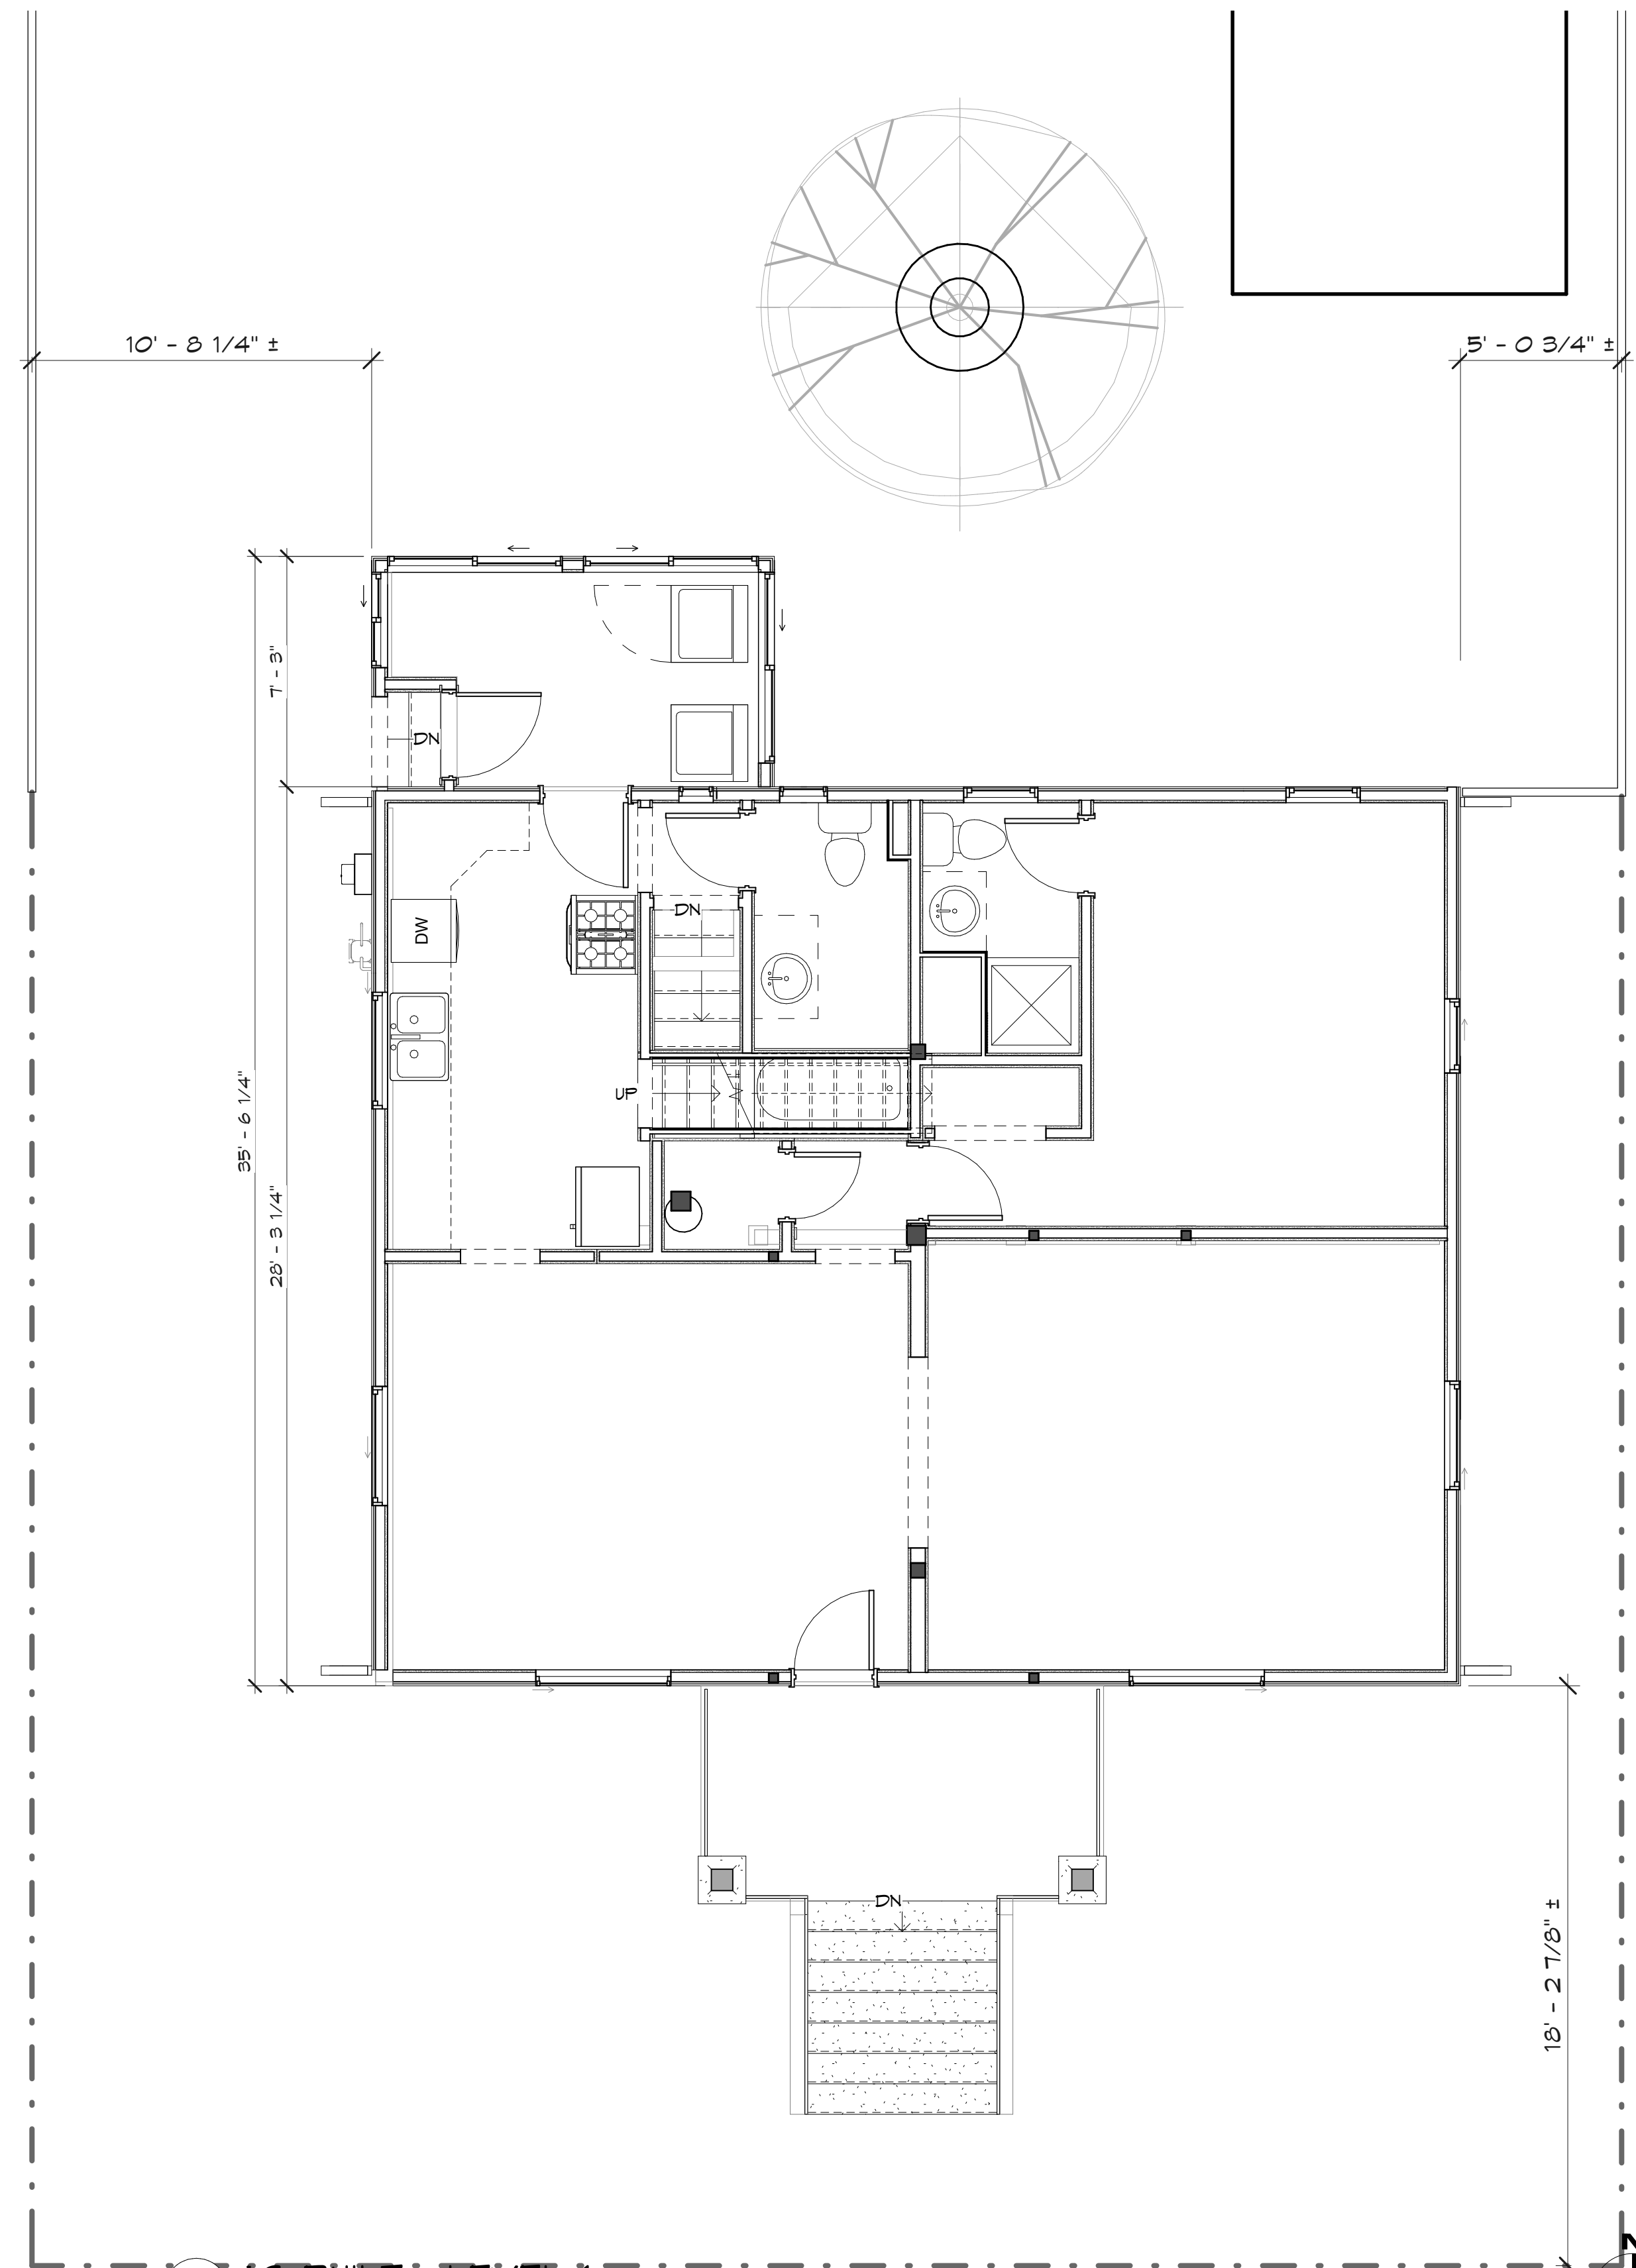 10' - 8 1/4" ±
5' - 0 3/4" ±
7' - 3"
DN
DW
DN
35' - 6 1/4"
UP
28' - 3 1/4"
DN
18' - 2 7/8" ±